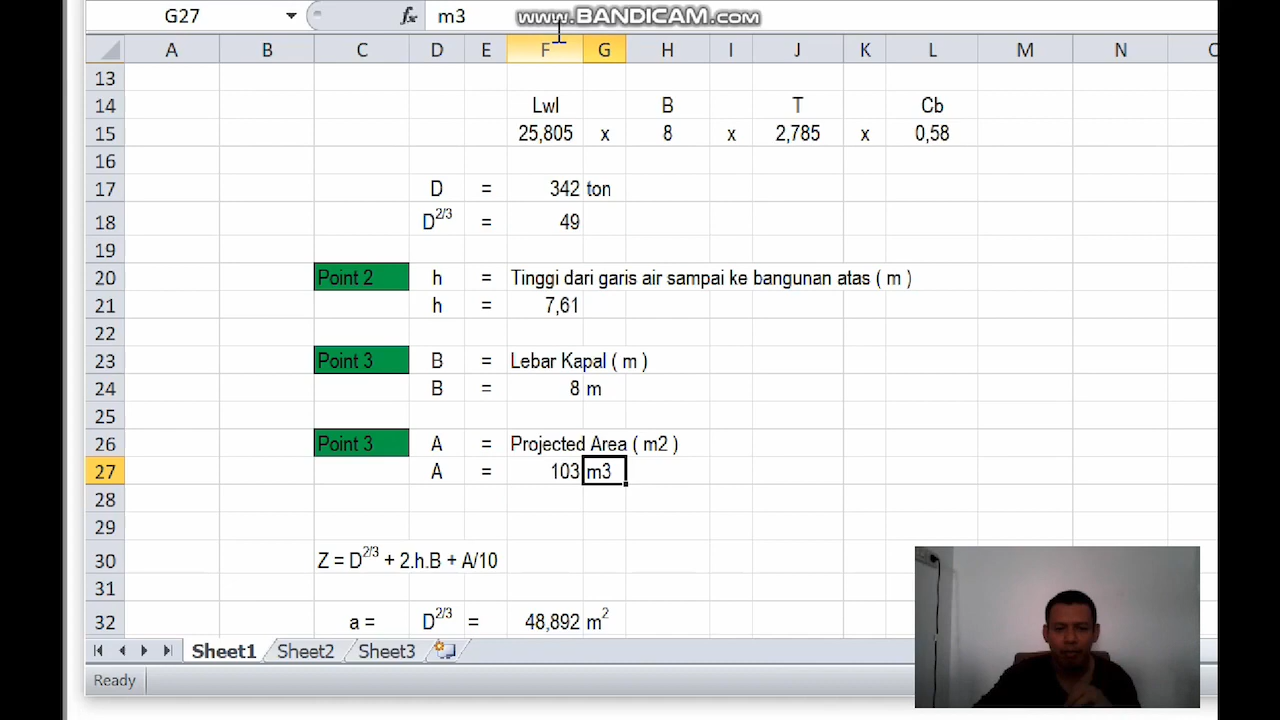 G27 fx m3
www.BANDICAM.com
A B C D E F G H I J K L M N
13
14 Lwl B T Cb
15 25,805 x 8 x 2,785 x 0,58
16
17 D = 342 ton
18 D2/3 = 49
19
20 Point 2 h = Tinggi dari garis air sampai ke bangunan atas ( m )
21 h = 7,61
22
23 Point 3 B = Lebar Kapal ( m )
24 B = 8 m
25
26 Point 3 A = Projected Area ( m2 )
27 A = 103 m3
28
29
30 Z = D2/3 + 2.h.B + A/10
31
32 a = D2/3 = 48,892 m2
Sheet1 Sheet2 Sheet3
Ready